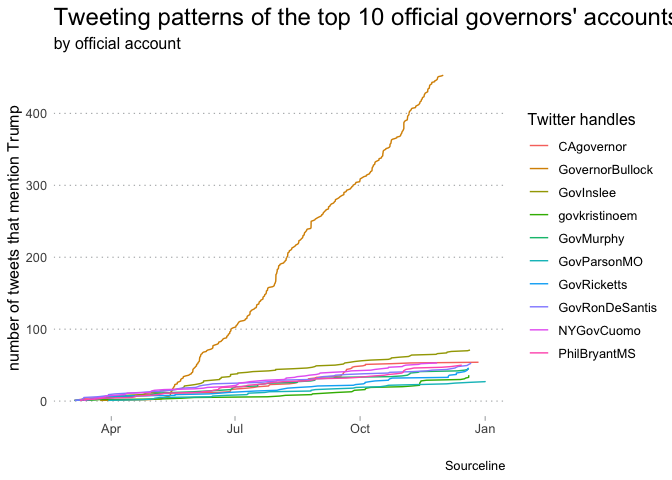 Tweeting patterns of the top 10 official governors' accounts
by official account
number of tweets that mention Trump
400
300
200
100
0
Apr
Jul
Oct
Jan
Twitter handles
CAgovernor
GovernorBullock
GovInslee
govkristinoem
GovMurphy
GovParsonMO
GovRicketts
GovRonDeSantis
NYGovCuomo
PhilBryantMS
Sourceline